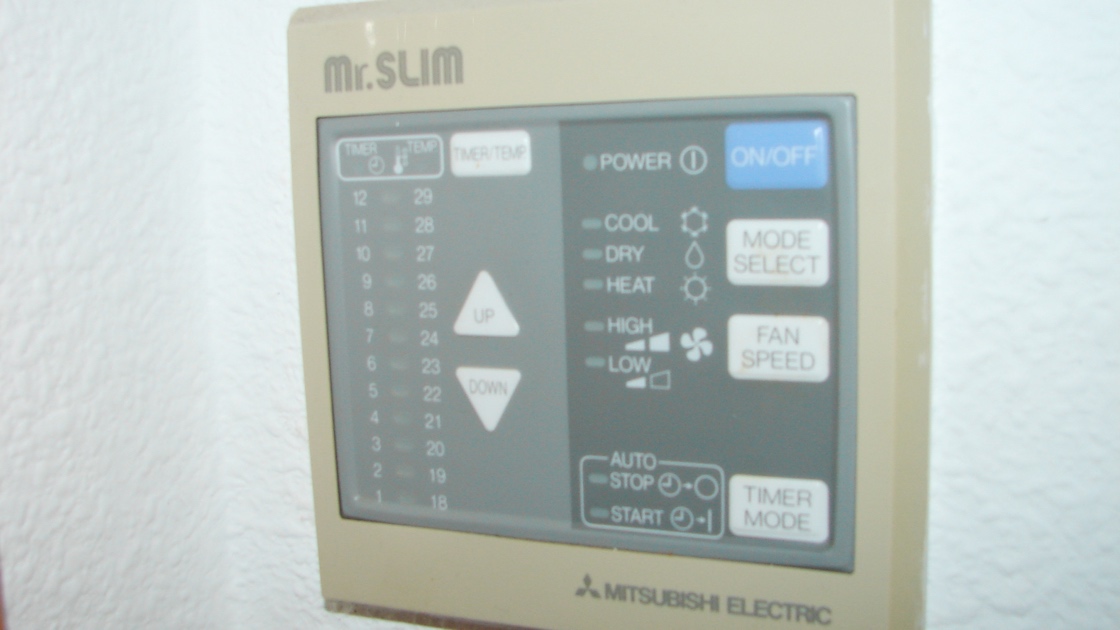 Mr.SLIM
TIMER TEMP
TIMER/TEMP
12 29
11 28
10 27
9 26
8 25
7 24
6 23
5 22
4 21
3 20
2 19
1 18
UP
DOWN
POWER
ON/OFF
COOL
DRY
HEAT
MODE
SELECT
HIGH
LOW
FAN
SPEED
AUTO
STOP
START
TIMER
MODE
MITSUBISHI ELECTRIC